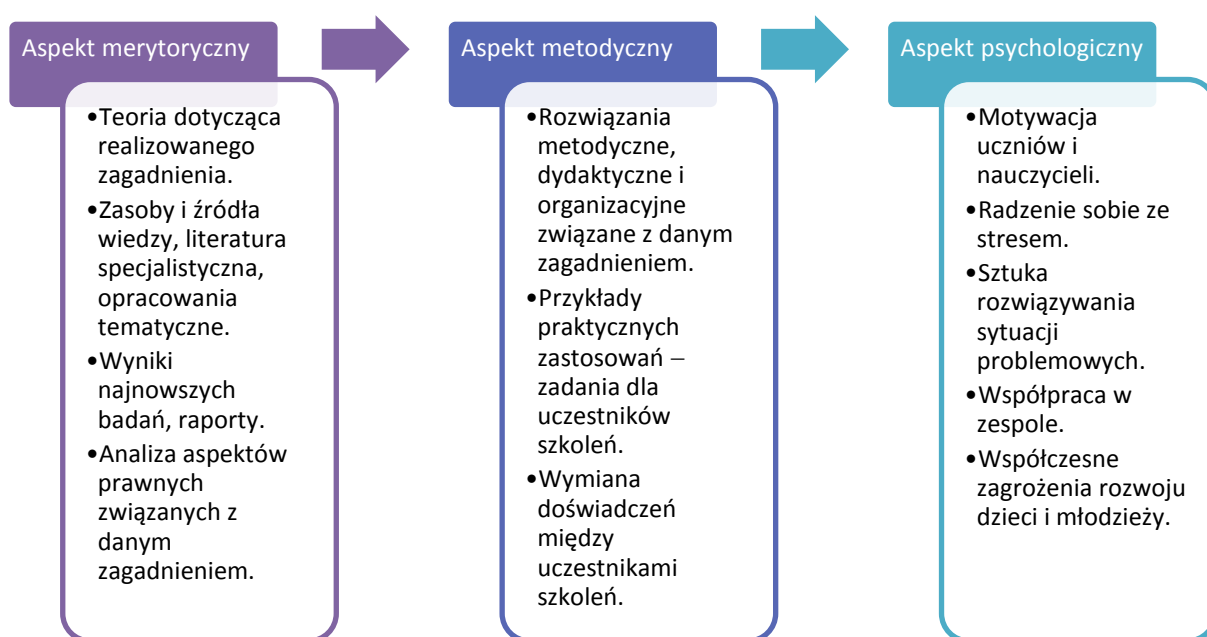 Aspekt merytoryczny
•Teoria dotycząca
realizowanego
zagadnienia.
•Zasoby i źródła
wiedzy, literatura
specjalistyczna,
opracowania
tematyczne.
•Wyniki
najnowszych
badań, raporty.
•Analiza aspektów
prawnych
związanych z
danym
zagadnieniem.
Aspekt metodyczny
•Rozwiązania
metodyczne,
dydaktyczne i
organizacyjne
związane z danym
zagadnieniem.
•Przykłady
praktycznych
zastosowań –
zadania dla
uczestników
szkoleń.
•Wymiana
doświadczeń
między
uczestnikami
szkoleń.
Aspekt psychologiczny
•Motywacja
uczniów i
nauczycieli.
•Radzenie sobie ze
stresem.
•Sztuka
rozwiązywania
sytuacji
problemowych.
•Współpraca w
zespole.
•Współczesne
zagrożenia rozwoju
dzieci i młodzieży.